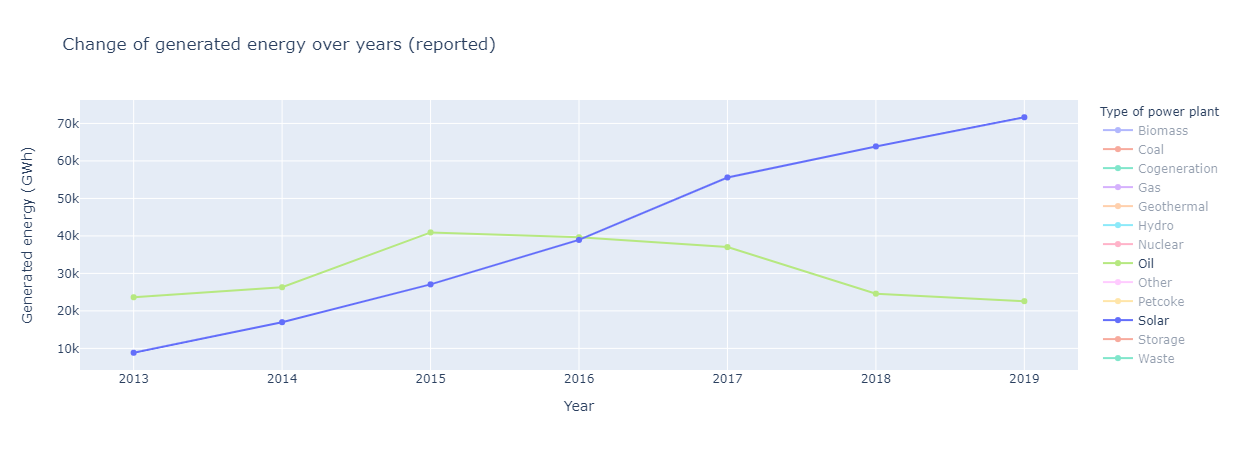 Change of generated energy over years (reported)
Generated energy (GWh)
70k
60k
50k
40k
30k
20k
10k
2013 2014 2015 2016 2017 2018 2019
Year
Type of power plant
Biomass
Coal
Cogeneration
Gas
Geothermal
Hydro
Nuclear
Oil
Other
Petcoke
Solar
Storage
Waste